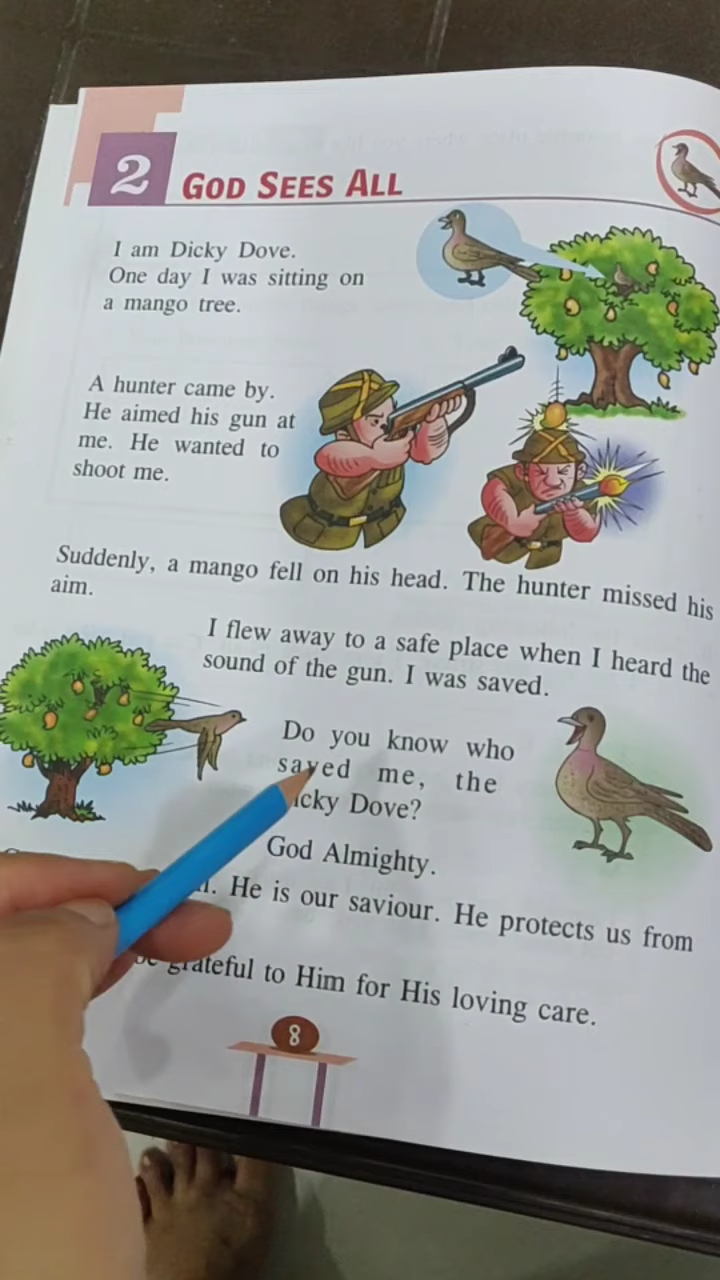 2 GOD SEES ALL
I am Dicky Dove.
One day I was sitting on
a mango tree.
A hunter came by.
He aimed his gun at
me. He wanted to
shoot me.
Suddenly, a mango fell on his head. The hunter missed his
aim.
I flew away to a safe place when I heard the
sound of the gun. I was saved.
Do you know who
saved me, the
Dicky Dove?
God Almighty.
He is our saviour. He protects us from
be grateful to Him for His loving care.
8